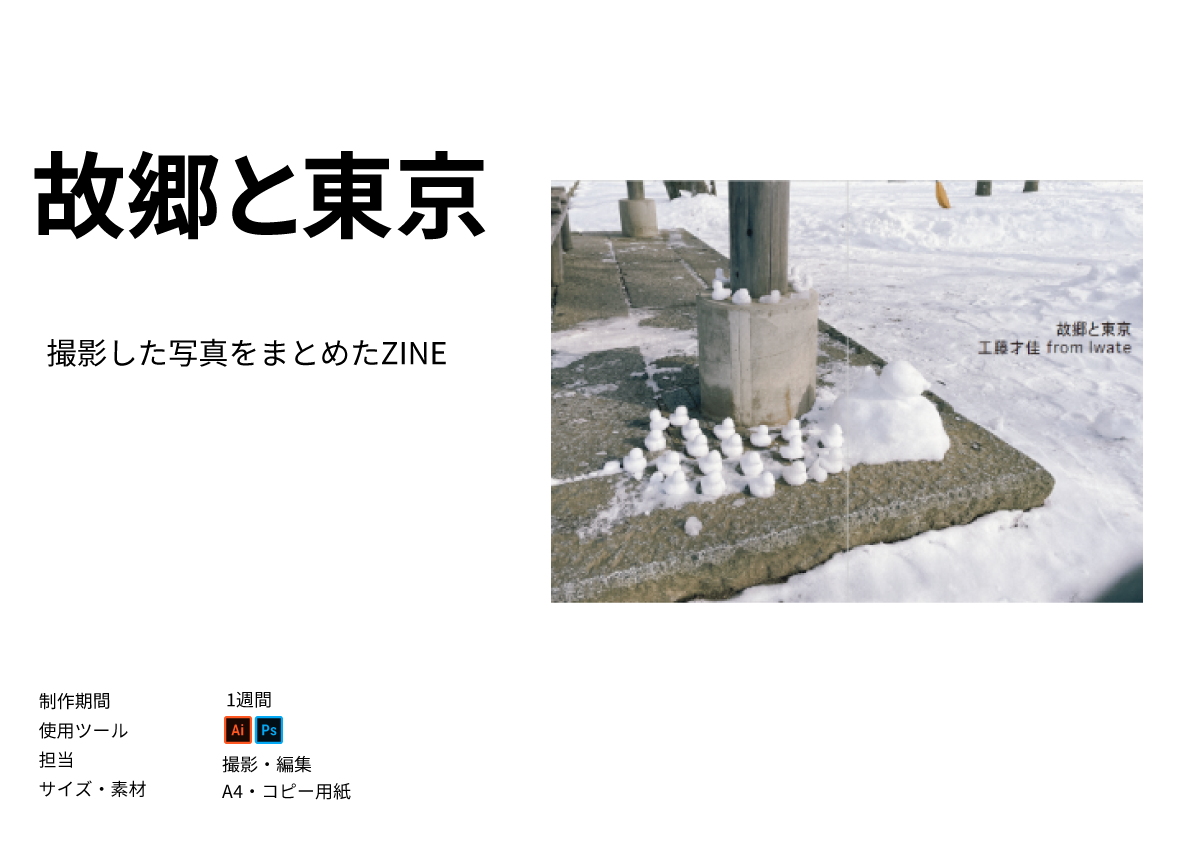 故郷と東京
撮影した写真をまとめたZINE
故郷と東京
工藤才佳 from Iwate
制作期間 1週間
使用ツール Ai Ps
担当 撮影・編集
サイズ・素材 A4・コピー用紙